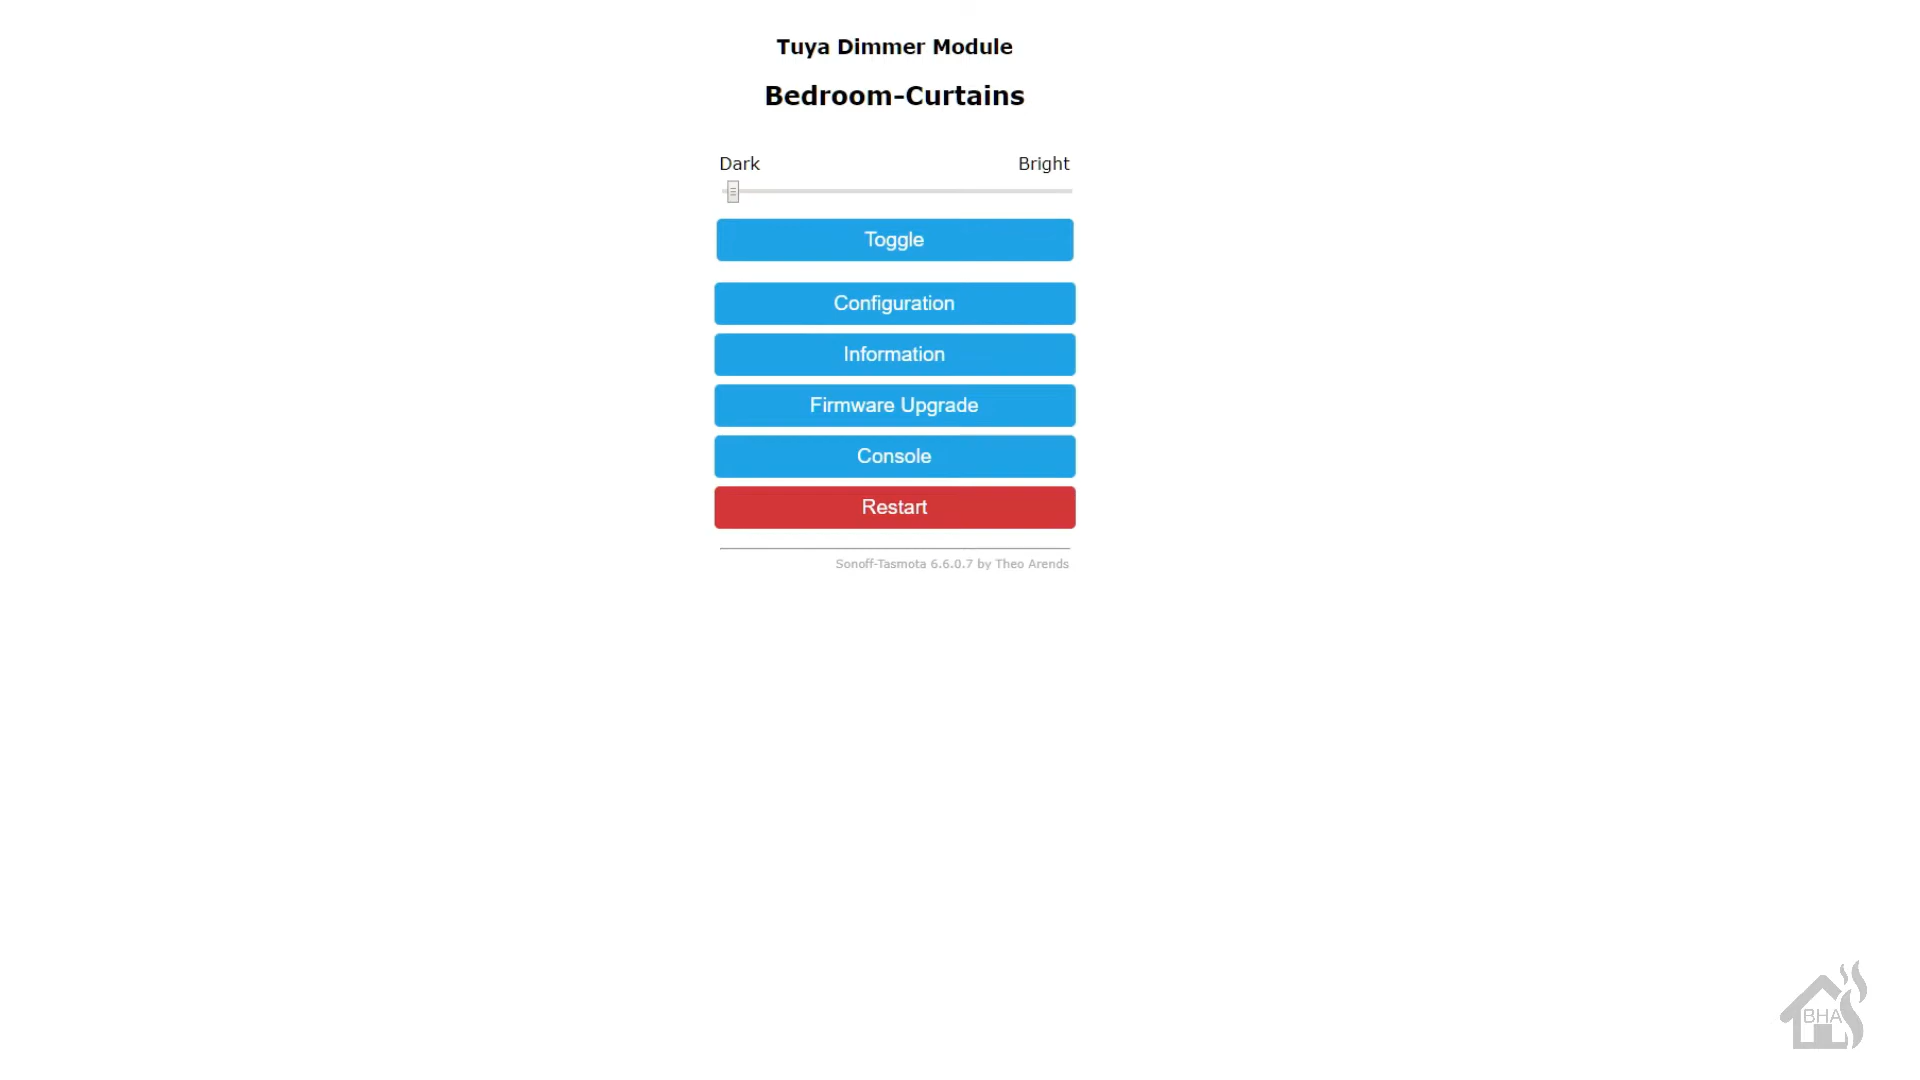 Tuya Dimmer Module
Bedroom-Curtains
Dark Bright
Toggle
Configuration
Information
Firmware Upgrade
Console
Restart
Sonoff-Tasmota 6.6.0.7 by Theo Arends
BHA